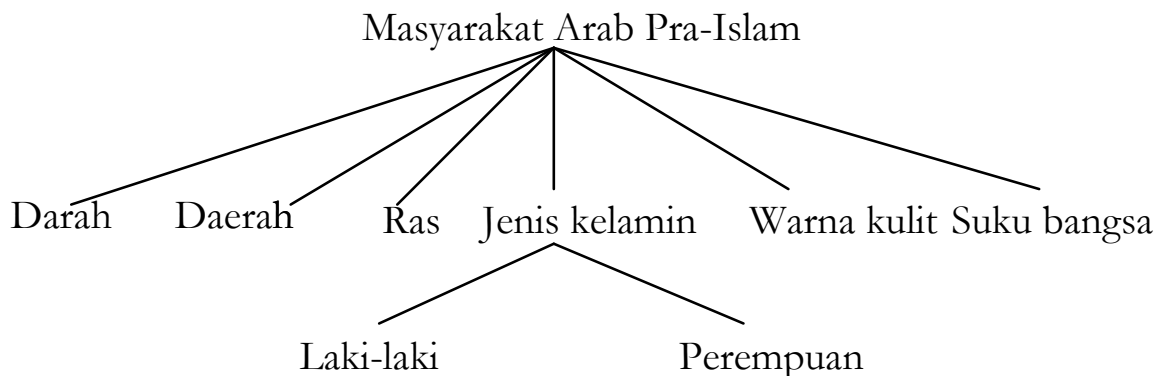 Masyarakat Arab Pra-Islam
Darah Daerah Ras Jenis kelamin Warna kulit Suku bangsa
Laki-laki Perempuan